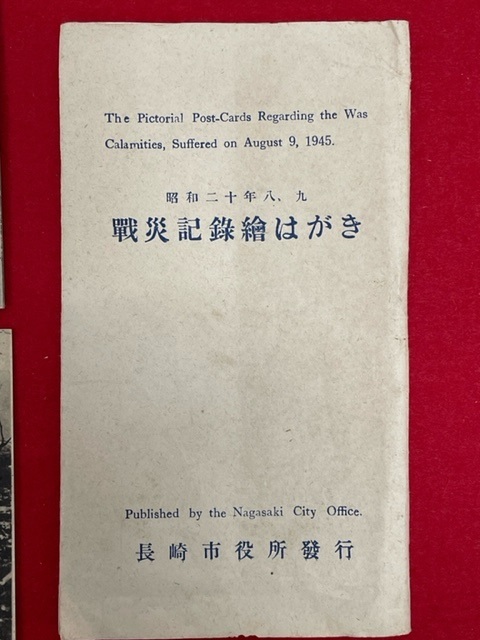 The Pictorial Post-Cards Regarding the Was
Calamities, Suffered on August 9, 1945.
昭和二十年八、九
戰災記錄繪はがき
Published by the Nagasaki City Office.
長崎市役所發行